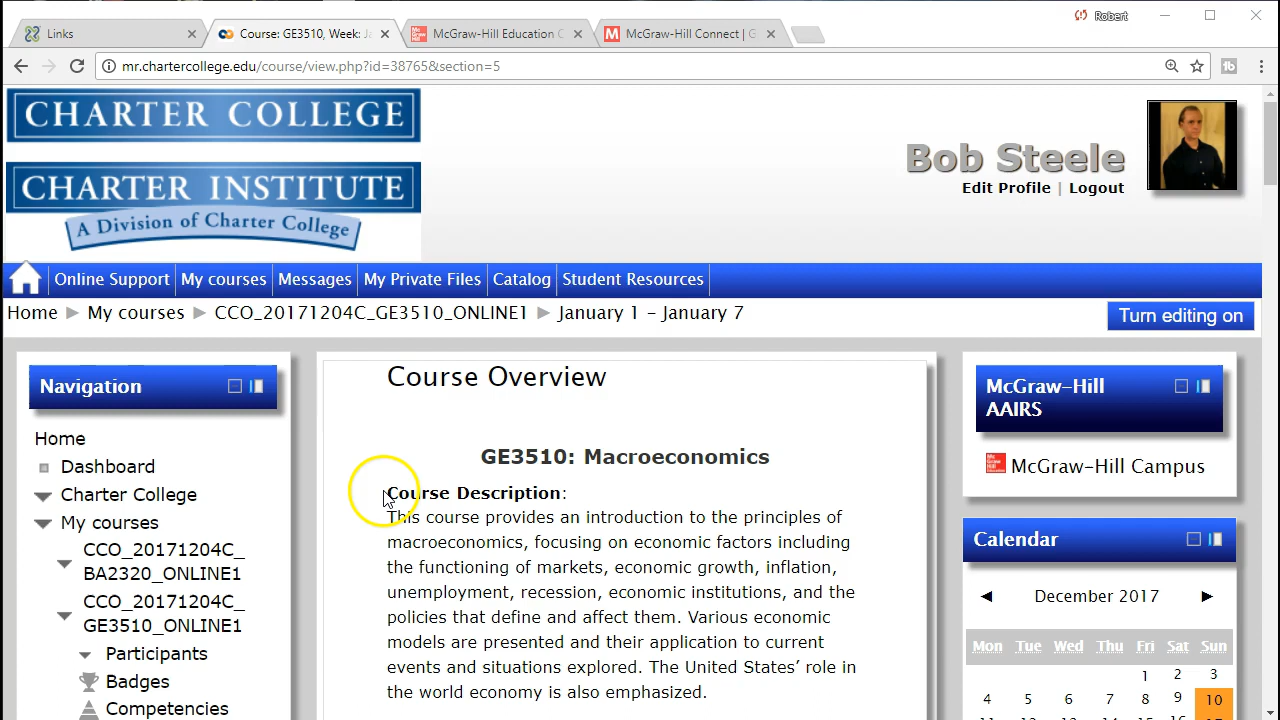 Links
Course: GE3510, Week: Ja
McGraw-Hill Education C
McGraw-Hill Connect | G
Robert
mr.chartercollege.edu/course/view.php?id=38765&section=5
CHARTER COLLEGE
CHARTER INSTITUTE
A Division of Charter College
Bob Steele
Edit Profile | Logout
Online Support
My courses
Messages
My Private Files
Catalog
Student Resources
Home ▶ My courses ▶ CCO_20171204C_GE3510_ONLINE1 ▶ January 1 - January 7
Turn editing on
Navigation
Home
Dashboard
Charter College
My courses
CCO_20171204C_
BA2320_ONLINE1
CCO_20171204C_
GE3510_ONLINE1
Participants
Badges
Competencies
Course Overview
GE3510: Macroeconomics
Course Description:
This course provides an introduction to the principles of
macroeconomics, focusing on economic factors including
the functioning of markets, economic growth, inflation,
unemployment, recession, economic institutions, and the
policies that define and affect them. Various economic
models are presented and their application to current
events and situations explored. The United States’ role in
the world economy is also emphasized.
McGraw-Hill
AAIRS
McGraw-Hill Campus
Calendar
◀ December 2017 ▶
Mon Tue Wed Thu Fri Sat Sun
1 2 3
4 5 6 7 8 9 10